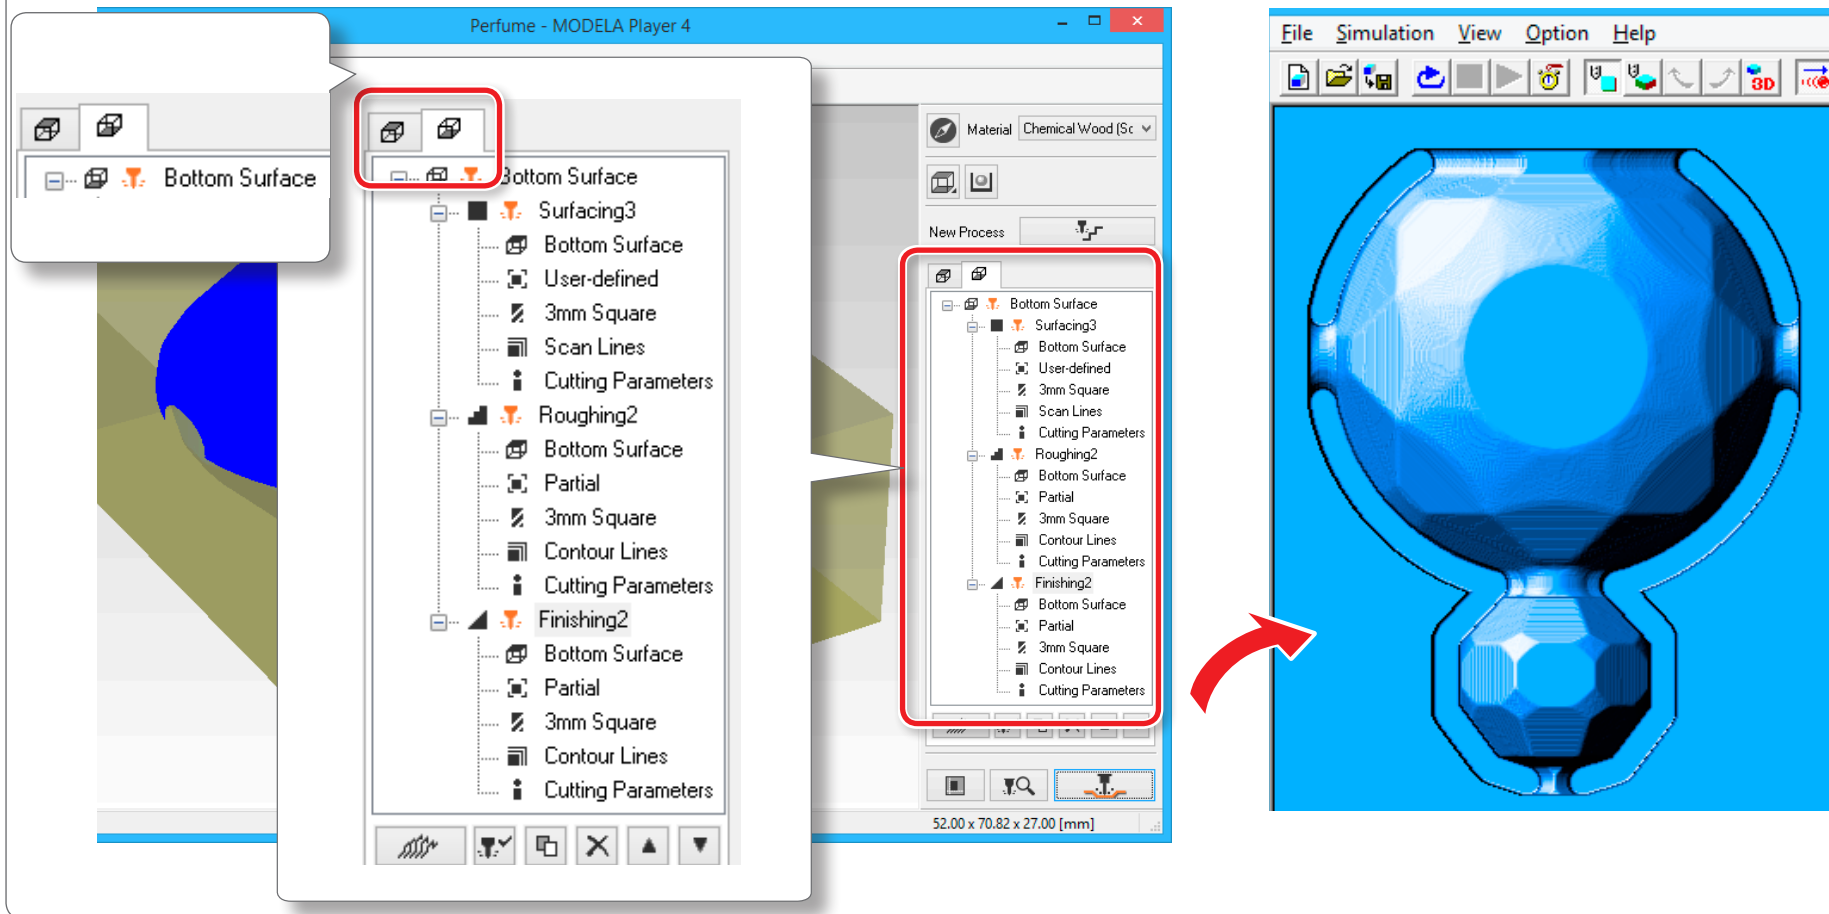 Perfume - MODELA Player 4
Bottom Surface
Bottom Surface
Surfacing3
Bottom Surface
User-defined
3mm Square
Scan Lines
Cutting Parameters
Roughing2
Bottom Surface
Partial
3mm Square
Contour Lines
Cutting Parameters
Finishing2
Bottom Surface
Partial
3mm Square
Contour Lines
Cutting Parameters
Material Chemical Wood (Sc
New Process
Bottom Surface
Surfacing3
Bottom Surface
User-defined
3mm Square
Scan Lines
Cutting Parameters
Roughing2
Bottom Surface
Partial
3mm Square
Contour Lines
Cutting Parameters
Finishing2
Bottom Surface
Partial
3mm Square
Contour Lines
Cutting Parameters
52.00 x 70.82 x 27.00 [mm]
File Simulation View Option Help
3D